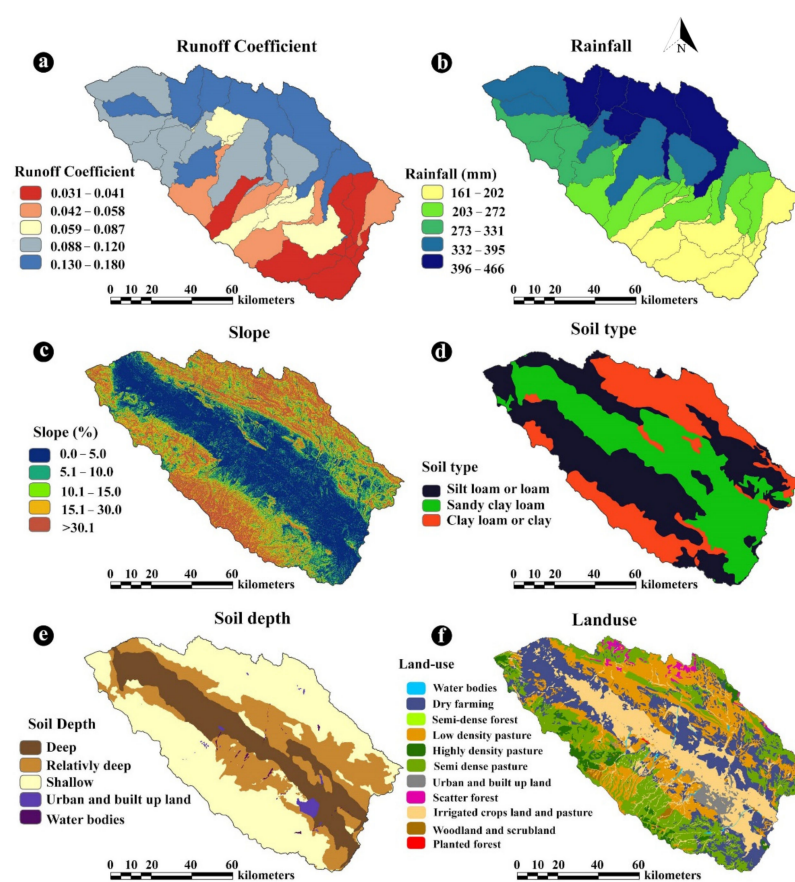 Runoff Coefficient
Rainfall
N
a
b
Runoff Coefficient
0.031 – 0.041
0.042 – 0.058
0.059 – 0.087
0.088 – 0.120
0.130 – 0.180
0 10 20 40 60
kilometers
Rainfall (mm)
161 – 202
203 – 272
273 – 331
332 – 395
396 – 466
0 10 20 40 60
kilometers
Slope
Soil type
c
d
Slope (%)
0.0 – 5.0
5.1 – 10.0
10.1 – 15.0
15.1 – 30.0
>30.1
0 10 20 40 60
kilometers
Soil type
Silt loam or loam
Sandy clay loam
Clay loam or clay
0 10 20 40 60
kilometers
Soil depth
Landuse
e
f
Soil Depth
Deep
Relativly deep
Shallow
Urban and built up land
Water bodies
0 10 20 40 60
kilometers
Land-use
Water bodies
Dry farming
Semi-dense forest
Low density pasture
Highly density pasture
Semi dense pasture
Urban and built up land
Scatter forest
Irrigated crops land and pasture
Woodland and scrubland
Planted forest
0 10 20 40 60
kilometers